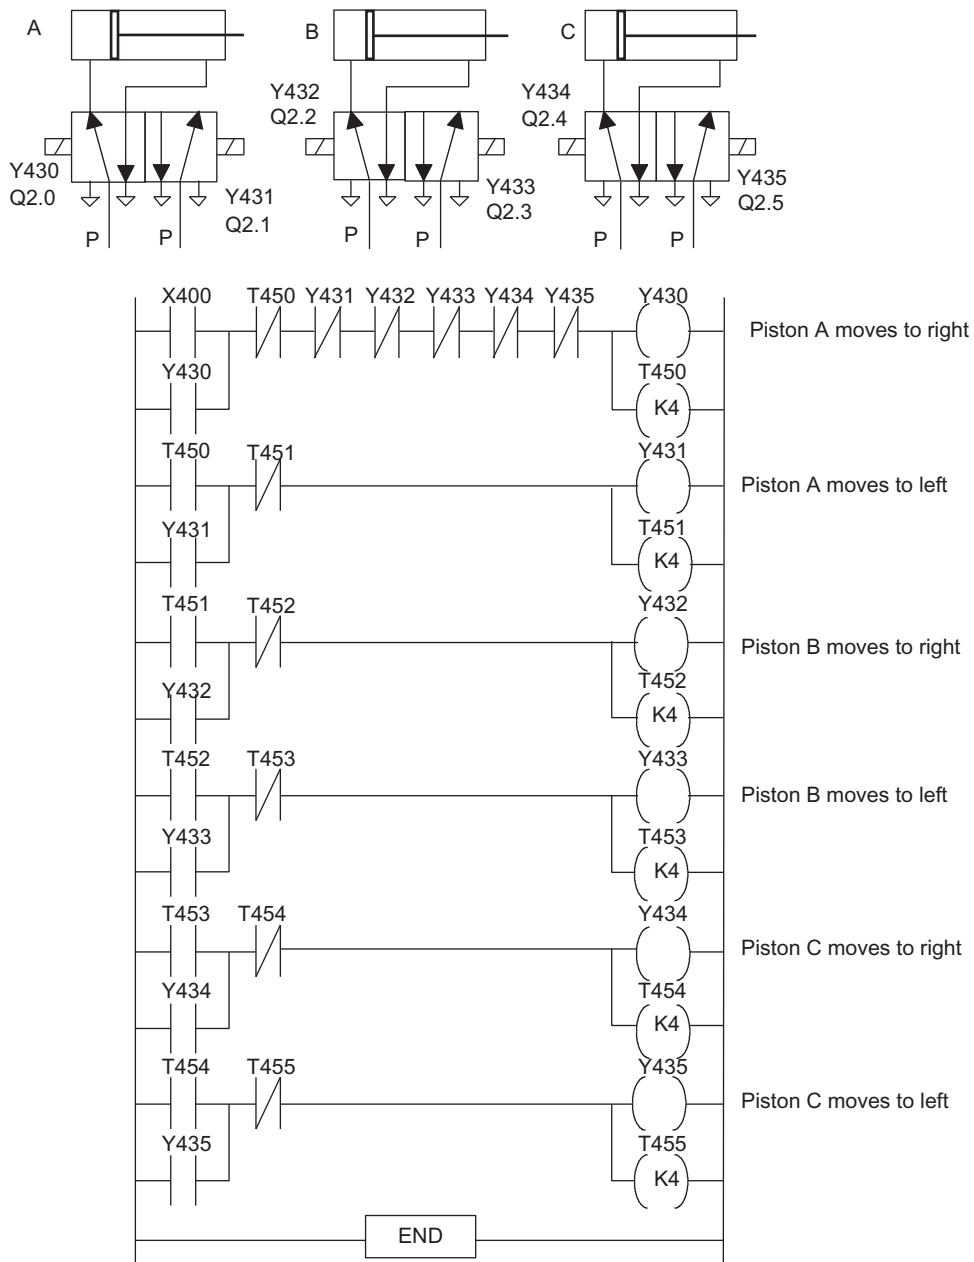 A
B
C
Y430
Q2.0
Y431
Q2.1
P
P
Y432
Q2.2
Y433
Q2.3
P
P
Y434
Q2.4
Y435
Q2.5
P
P
X400 T450 Y431 Y432 Y433 Y434 Y435 Y430
Piston A moves to right
Y430 T450
K4
T450 T451 Y431
Piston A moves to left
Y431 T451
K4
T451 T452 Y432
Piston B moves to right
Y432 T452
K4
T452 T453 Y433
Piston B moves to left
Y433 T453
K4
T453 T454 Y434
Piston C moves to right
Y434 T454
K4
T454 T455 Y435
Piston C moves to left
Y435 T455
K4
END